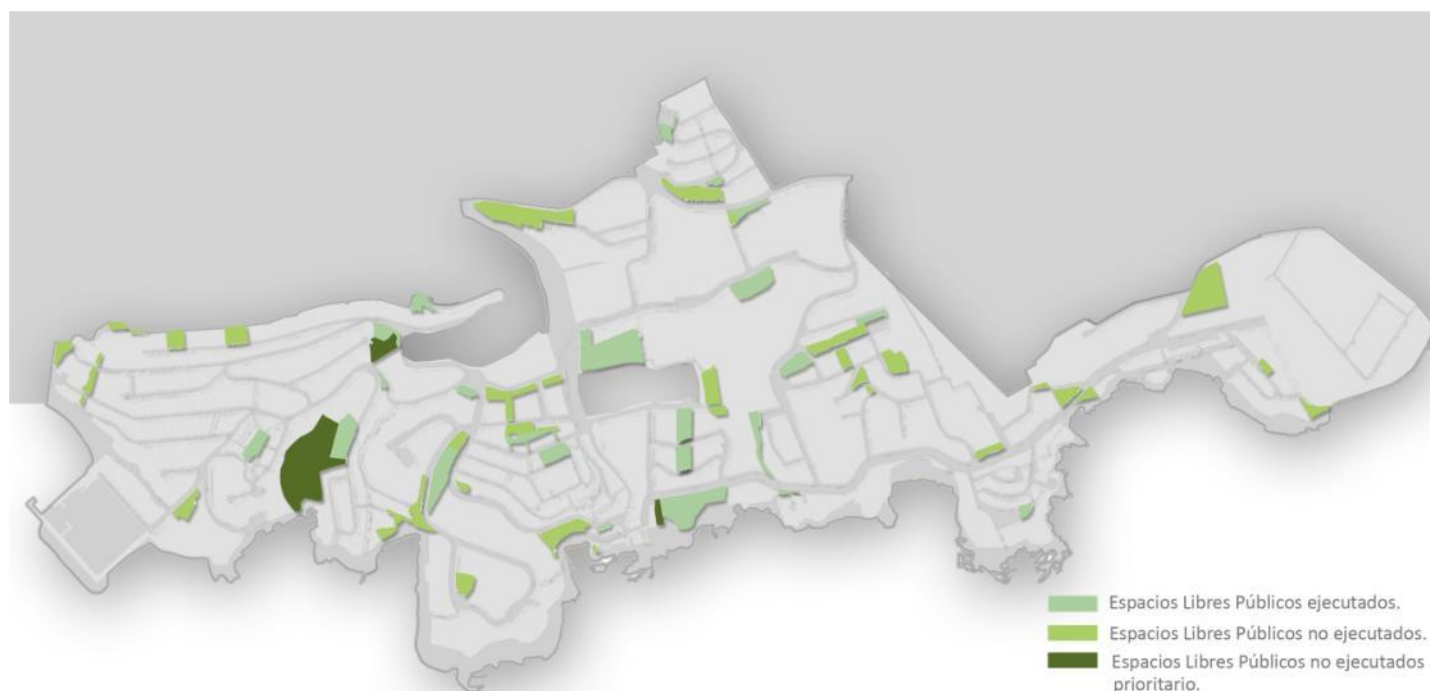 Espacios Libres Públicos ejecutados.
Espacios Libres Públicos no ejecutados.
Espacios Libres Públicos no ejecutados
prioritario.